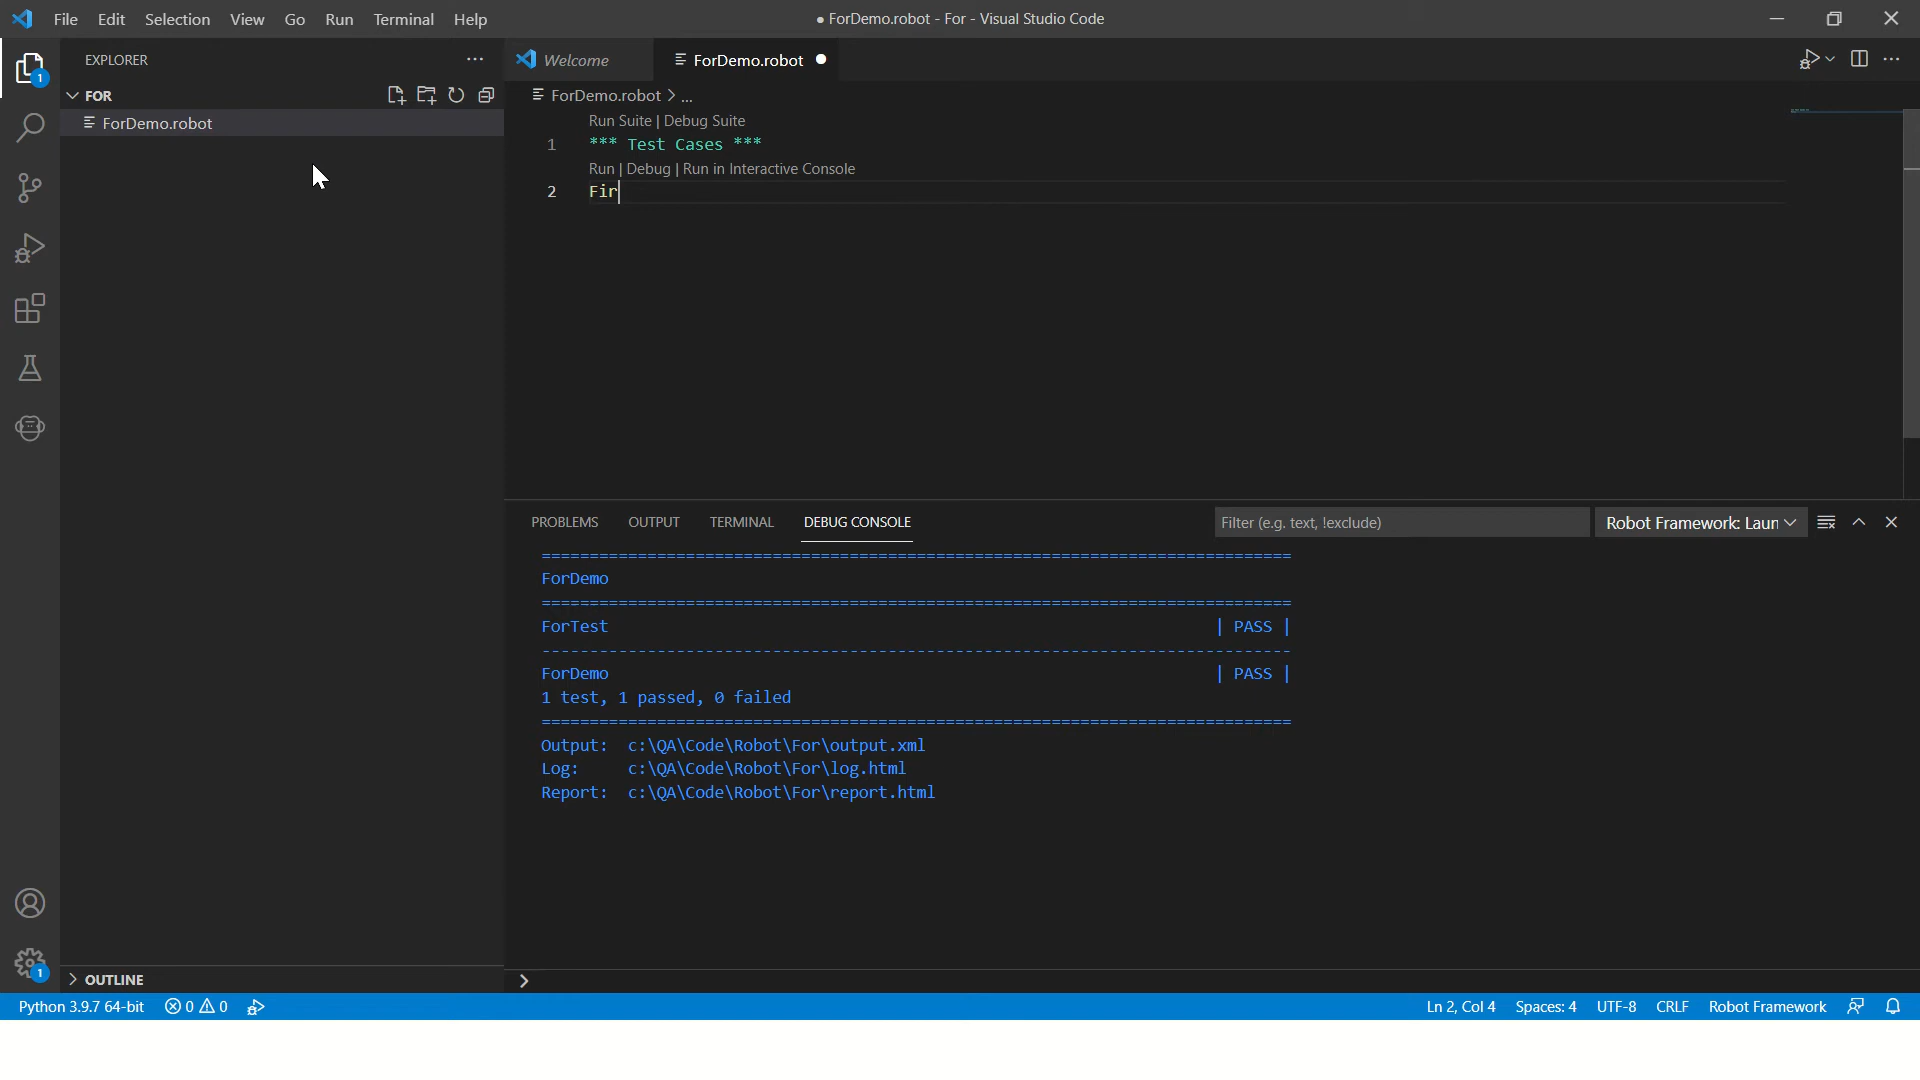 File Edit Selection View Go Run Terminal Help
● ForDemo.robot - For - Visual Studio Code
EXPLORER
Welcome
ForDemo.robot
FOR
ForDemo.robot > ...
ForDemo.robot
Run Suite | Debug Suite
1 *** Test Cases ***
Run | Debug | Run in Interactive Console
2 Fir
1
PROBLEMS OUTPUT TERMINAL DEBUG CONSOLE
Filter (e.g. text, !exclude)
Robot Framework: Laun
==============================================================================
ForDemo
==============================================================================
ForTest | PASS |
------------------------------------------------------------------------------
ForDemo | PASS |
1 test, 1 passed, 0 failed
==============================================================================
Output: c:\QA\Code\Robot\For\output.xml
Log: c:\QA\Code\Robot\For\log.html
Report: c:\QA\Code\Robot\For\report.html
1
OUTLINE
Python 3.9.7 64-bit 0 0
Ln 2, Col 4 Spaces: 4 UTF-8 CRLF Robot Framework